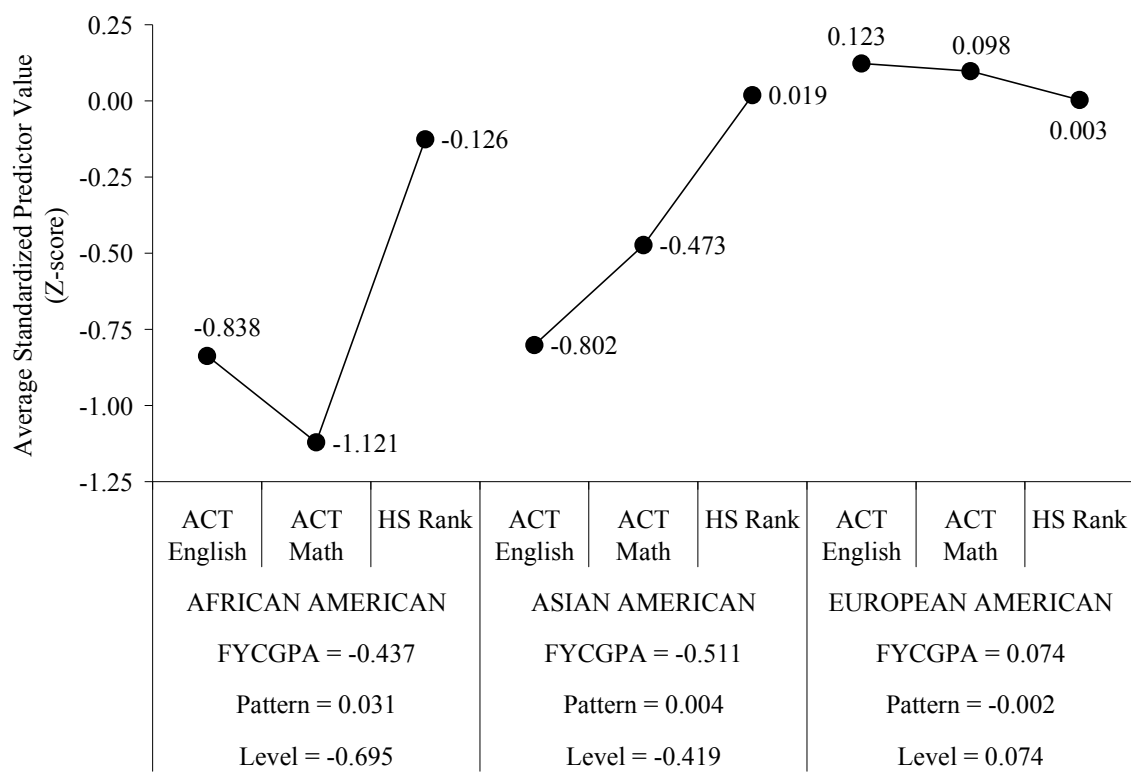 Average Standardized Predictor Value
(Z-score)
0.25
0.00
-0.25
-0.50
-0.75
-1.00
-1.25
-0.838
-1.121
-0.126
-0.802
-0.473
0.019
0.123
0.098
0.003
ACT
English
ACT
Math
HS Rank
ACT
English
ACT
Math
HS Rank
ACT
English
ACT
Math
HS Rank
AFRICAN AMERICAN
FYCGPA = -0.437
Pattern = 0.031
Level = -0.695
ASIAN AMERICAN
FYCGPA = -0.511
Pattern = 0.004
Level = -0.419
EUROPEAN AMERICAN
FYCGPA = 0.074
Pattern = -0.002
Level = 0.074